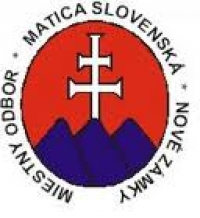 MIESTNY ODBOR * MATICA SLOVENSKÁ * NOVÉ ZÁMKY